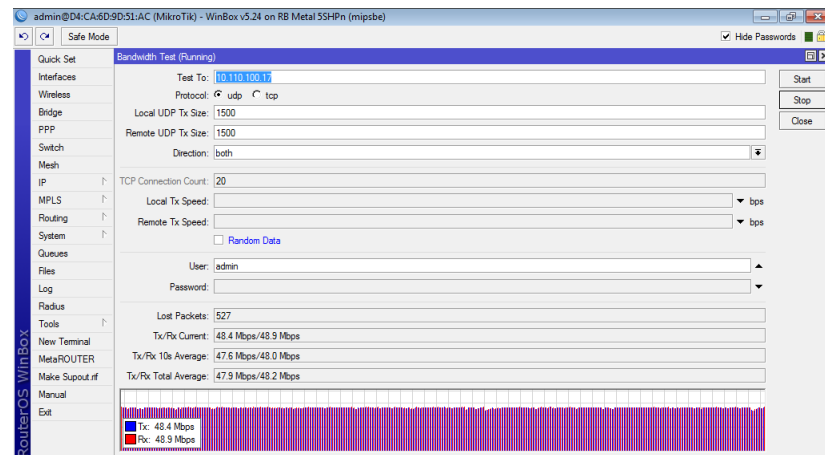 admin@D4:CA:6D:9D:51:AC (MikroTik) - WinBox v5.24 on RB Metal 5SHPn (mipsbe)
Safe Mode
Hide Passwords
Quick Set
Interfaces
Wireless
Bridge
PPP
Switch
Mesh
IP
MPLS
Routing
System
Queues
Files
Log
Radius
Tools
New Terminal
MetaROUTER
Make Supout.rif
Manual
Exit
RouterOS WinBox
Bandwidth Test (Running)
Test To: 10.110.100.17
Protocol: udp tcp
Local UDP Tx Size: 1500
Remote UDP Tx Size: 1500
Direction: both
TCP Connection Count: 20
Local Tx Speed: bps
Remote Tx Speed: bps
Random Data
User: admin
Password:
Lost Packets: 527
Tx/Rx Current: 48.4 Mbps/48.9 Mbps
Tx/Rx 10s Average: 47.6 Mbps/48.0 Mbps
Tx/Rx Total Average: 47.9 Mbps/48.2 Mbps
Tx: 48.4 Mbps
Rx: 48.9 Mbps
Start
Stop
Close